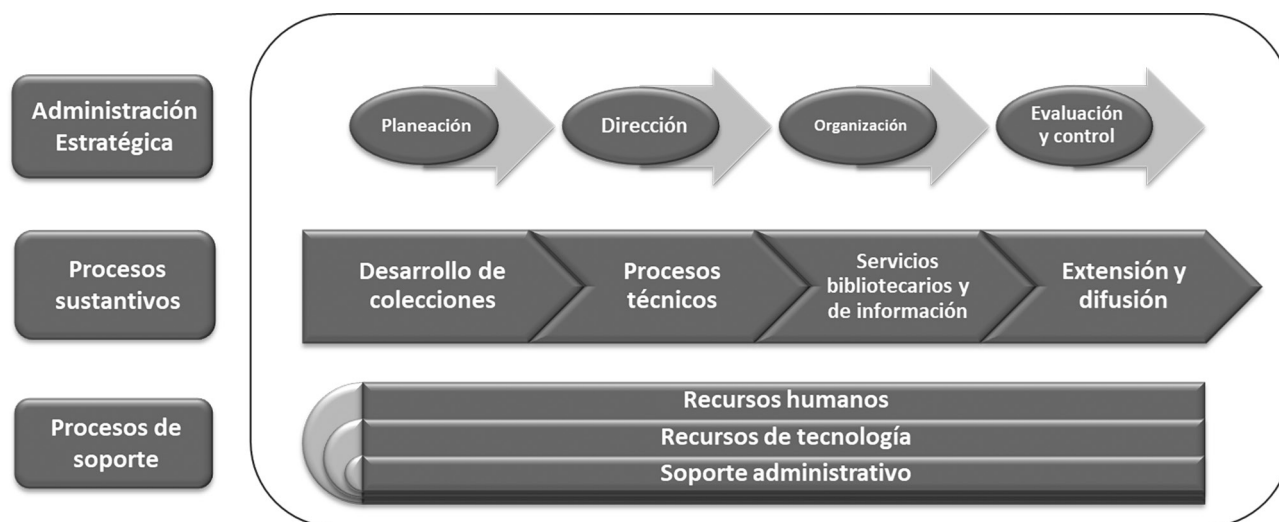 Administración
Estratégica
Planeación
Dirección
Organización
Evaluación
y control
Procesos
sustantivos
Desarrollo de
colecciones
Procesos
técnicos
Servicios
bibliotecarios y
de información
Extensión y
difusión
Procesos de
soporte
Recursos humanos
Recursos de tecnología
Soporte administrativo